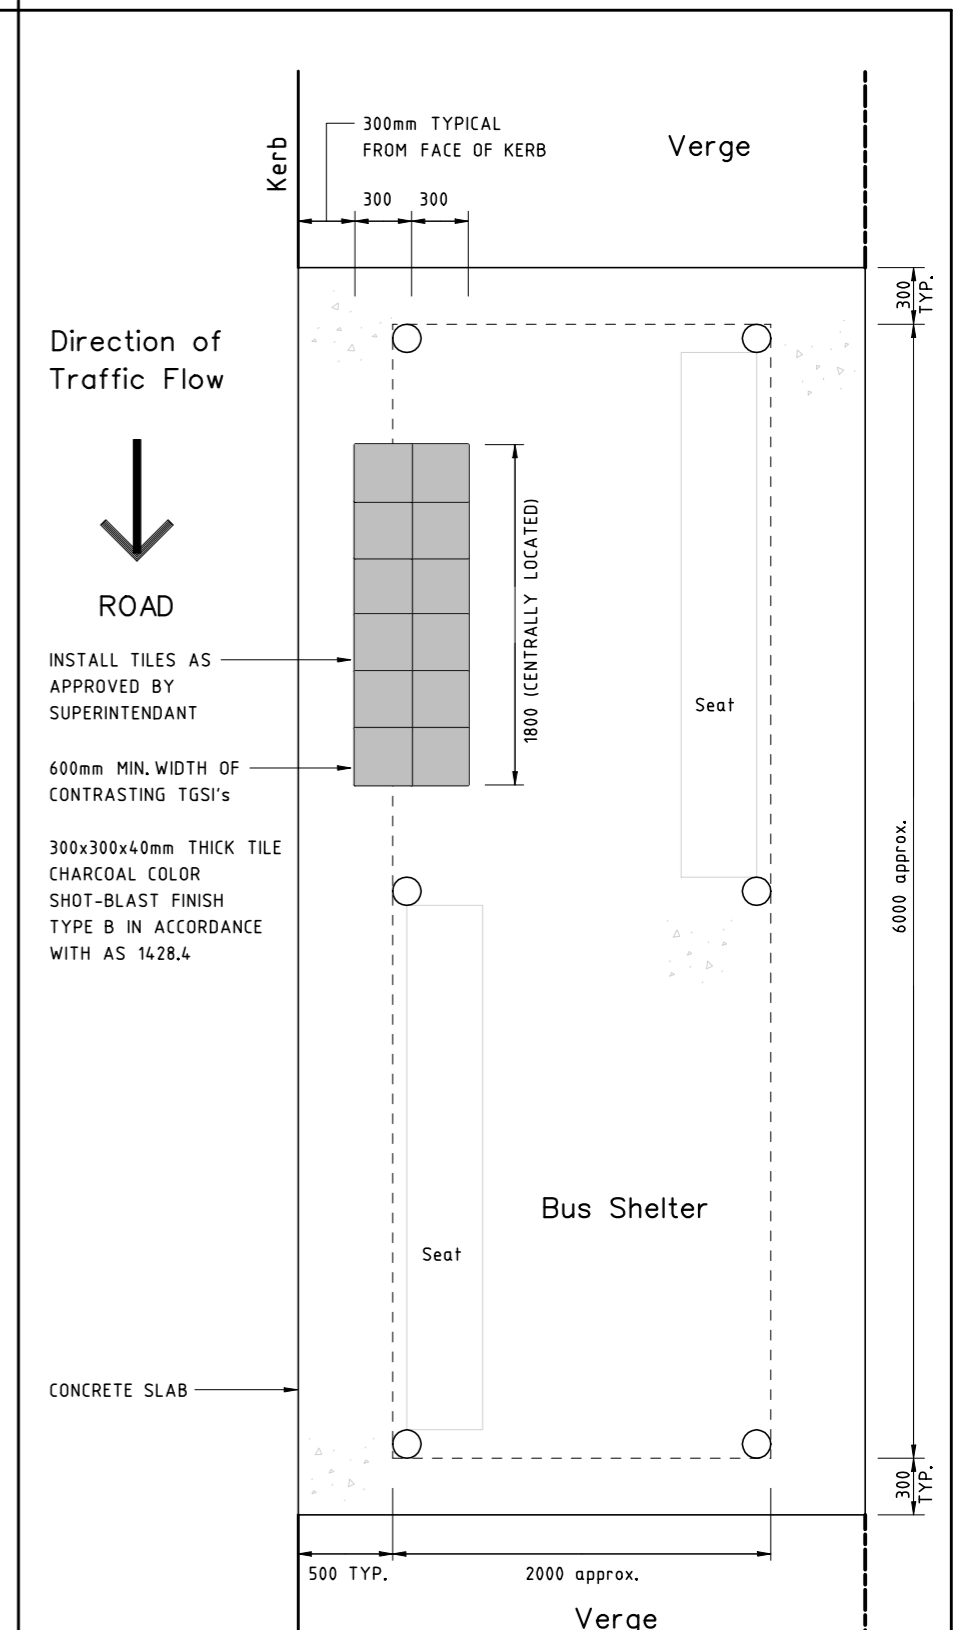 300mm TYPICAL
FROM FACE OF KERB
Kerb
Verge
300
300
300
TYP.
Direction of
Traffic Flow
ROAD
INSTALL TILES AS
APPROVED BY
SUPERINTENDANT
600mm MIN. WIDTH OF
CONTRASTING TGSI's
300x300x40mm THICK TILE
CHARCOAL COLOR
SHOT-BLAST FINISH
TYPE B IN ACCORDANCE
WITH AS 1428.4
1800 (CENTRALLY LOCATED)
Seat
6000 approx.
Bus Shelter
Seat
CONCRETE SLAB
300
TYP.
500 TYP.
2000 approx.
Verge